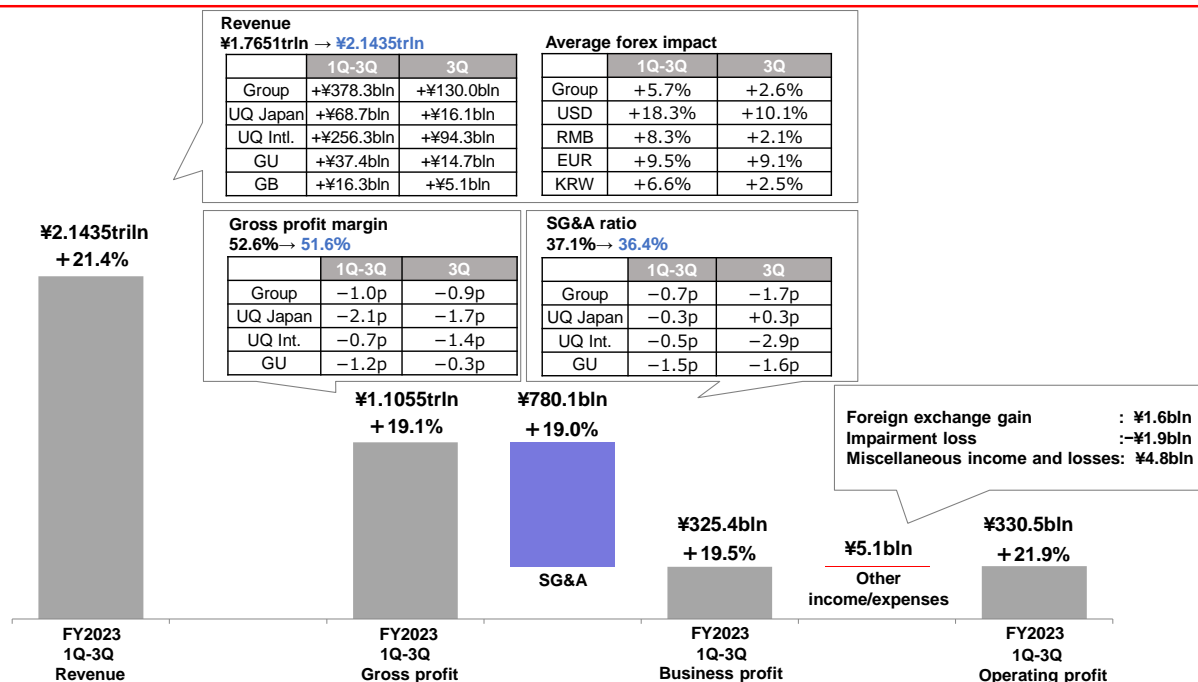 Revenue
¥1.7651trln → ¥2.1435trln
1Q-3Q 3Q
Group +¥378.3bln +¥130.0bln
UQ Japan +¥68.7bln +¥16.1bln
UQ Intl. +¥256.3bln +¥94.3bln
GU +¥37.4bln +¥14.7bln
GB +¥16.3bln +¥5.1bln
Average forex impact
1Q-3Q 3Q
Group +5.7% +2.6%
USD +18.3% +10.1%
RMB +8.3% +2.1%
EUR +9.5% +9.1%
KRW +6.6% +2.5%
Gross profit margin
52.6%→ 51.6%
1Q-3Q 3Q
Group −1.0p −0.9p
UQ Japan −2.1p −1.7p
UQ Int. −0.7p −1.4p
GU −1.2p −0.3p
SG&A ratio
37.1%→ 36.4%
1Q-3Q 3Q
Group −0.7p −1.7p
UQ Japan −0.3p +0.3p
UQ Int. −0.5p −2.9p
GU −1.5p −1.6p
¥2.1435triln
+21.4%
¥1.1055trln
+19.1%
¥780.1bln
+19.0%
SG&A
Foreign exchange gain : ¥1.6bln
Impairment loss :−¥1.9bln
Miscellaneous income and losses: ¥4.8bln
¥325.4bln
+19.5%
¥5.1bln
Other
income/expenses
¥330.5bln
+21.9%
FY2023
1Q-3Q
Revenue
FY2023
1Q-3Q
Gross profit
FY2023
1Q-3Q
Business profit
FY2023
1Q-3Q
Operating profit